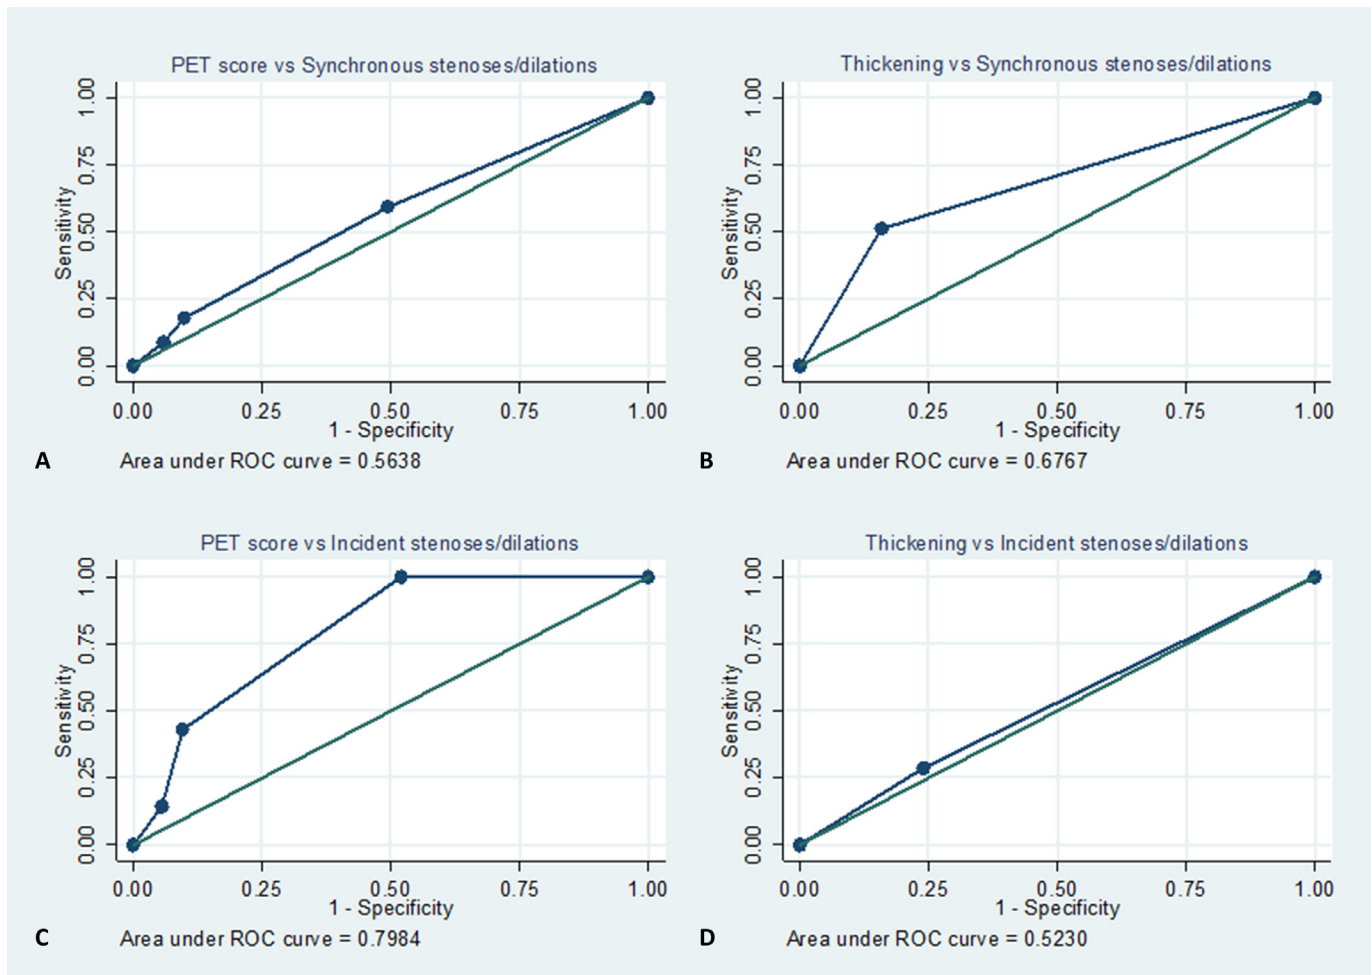 PET score vs Synchronous stenoses/dilations
Sensitivity
0.00 0.25 0.50 0.75 1.00
0.00 0.25 0.50 0.75 1.00
1 - Specificity
A
Area under ROC curve = 0.5638
Thickening vs Synchronous stenoses/dilations
Sensitivity
0.00 0.25 0.50 0.75 1.00
0.00 0.25 0.50 0.75 1.00
1 - Specificity
B
Area under ROC curve = 0.6767
PET score vs Incident stenoses/dilations
Sensitivity
0.00 0.25 0.50 0.75 1.00
0.00 0.25 0.50 0.75 1.00
1 - Specificity
C
Area under ROC curve = 0.7984
Thickening vs Incident stenoses/dilations
Sensitivity
0.00 0.25 0.50 0.75 1.00
0.00 0.25 0.50 0.75 1.00
1 - Specificity
D
Area under ROC curve = 0.5230